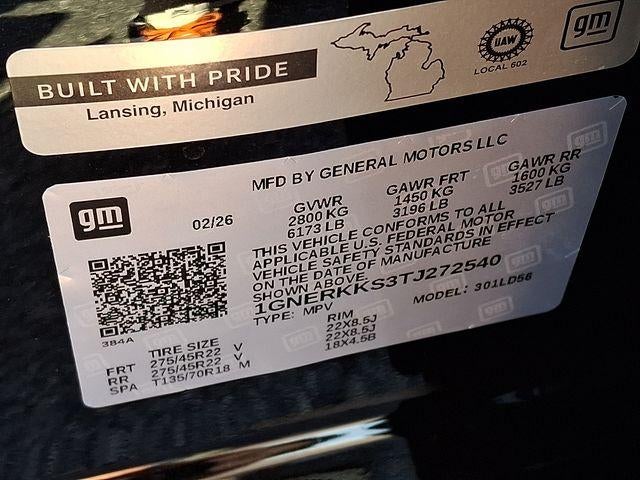 BUILT WITH PRIDE
Lansing, Michigan
UAW
LOCAL 602
gm
MFD BY GENERAL MOTORS LLC
gm
02/26
GVWR
2800 KG
6173 LB
GAWR FRT
1450 KG
3196 LB
GAWR RR
1600 KG
3527 LB
THIS VEHICLE CONFORMS TO ALL
APPLICABLE U.S. FEDERAL MOTOR
VEHICLE SAFETY STANDARDS IN EFFECT
ON THE DATE OF MANUFACTURE
SHOWN ABOVE.
1GNERKKS3TJ272540
TYPE: MPV
MODEL: 301LD56
3B4A
TIRE SIZE RIM
FRT 275/45R22 V 22X8.5J
RR 275/45R22 V 22X8.5J
SPA T135/70R18 M 18X4.5B